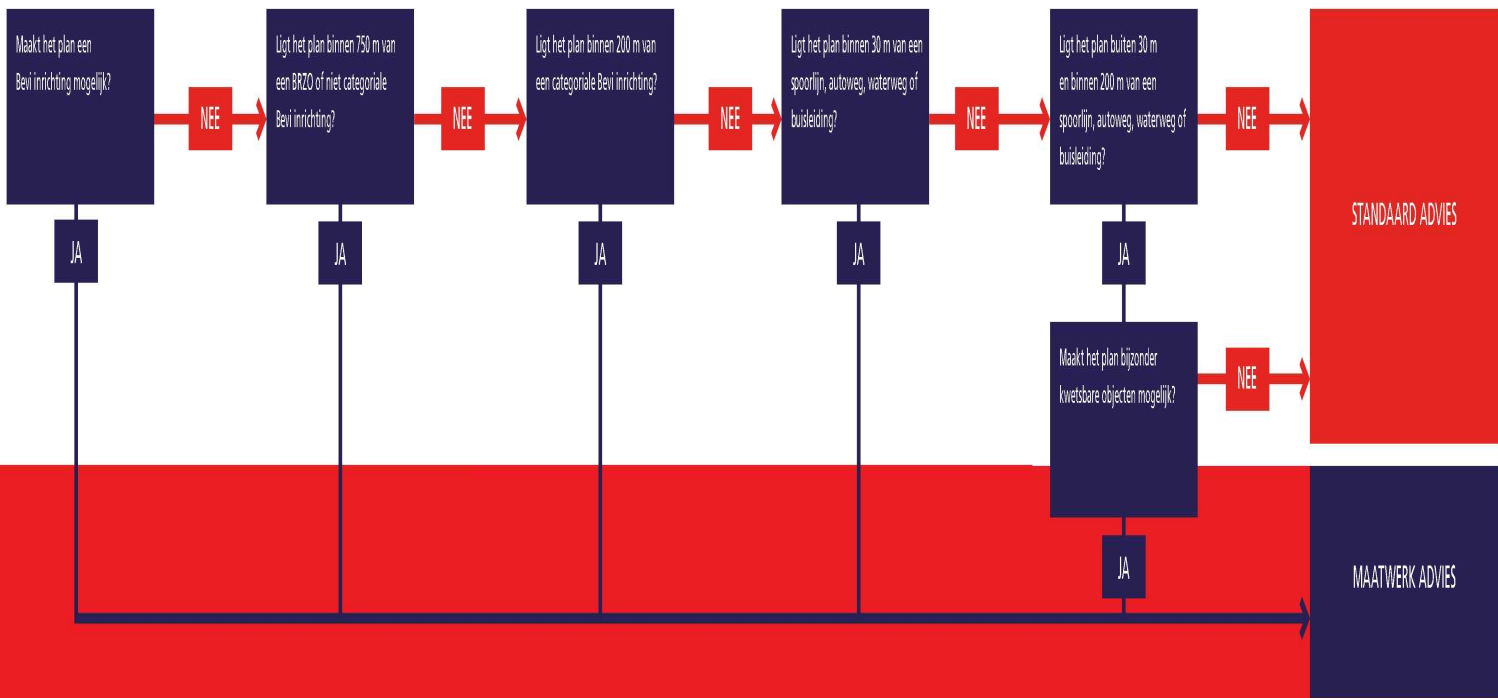 Maakt het plan een
Bevi inrichting mogelijk?
NEE
JA
Ligt het plan binnen 750 m van
een BRZO of niet categoriale
Bevi inrichting?
NEE
JA
Ligt het plan binnen 200 m van
een categoriale Bevi inrichting?
NEE
JA
Ligt het plan binnen 30 m van een
spoorlijn, autoweg, waterweg of
buisleiding?
NEE
JA
Ligt het plan buiten 30 m
en binnen 200 m van een
spoorlijn, autoweg, waterweg of
buisleiding?
NEE
JA
Maakt het plan bijzonder
kwetsbare objecten mogelijk?
NEE
JA
STANDAARD ADVIES
MAATWERK ADVIES